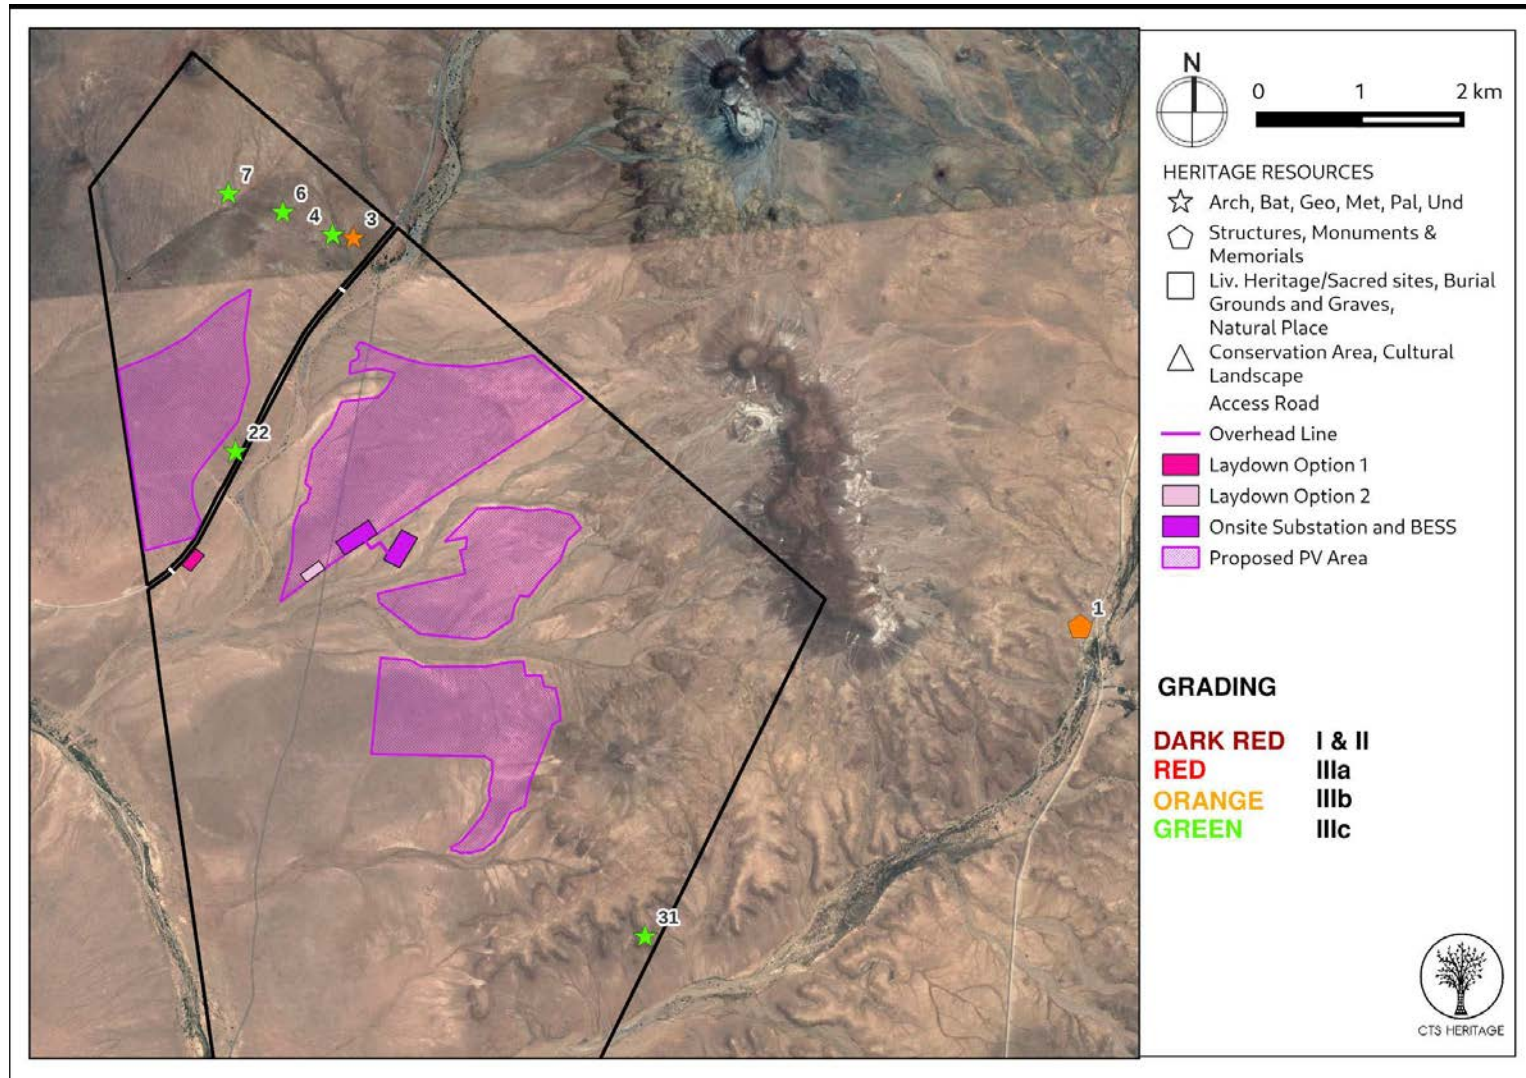 7
6
4
3
22
1
31
N
0 1 2 km
HERITAGE RESOURCES
Arch, Bat, Geo, Met, Pal, Und
Structures, Monuments &
Memorials
Liv. Heritage/Sacred sites, Burial
Grounds and Graves,
Natural Place
Conservation Area, Cultural
Landscape
Access Road
Overhead Line
Laydown Option 1
Laydown Option 2
Onsite Substation and BESS
Proposed PV Area
GRADING
DARK RED I & II
RED IIIa
ORANGE IIIb
GREEN IIIc
CTS HERITAGE